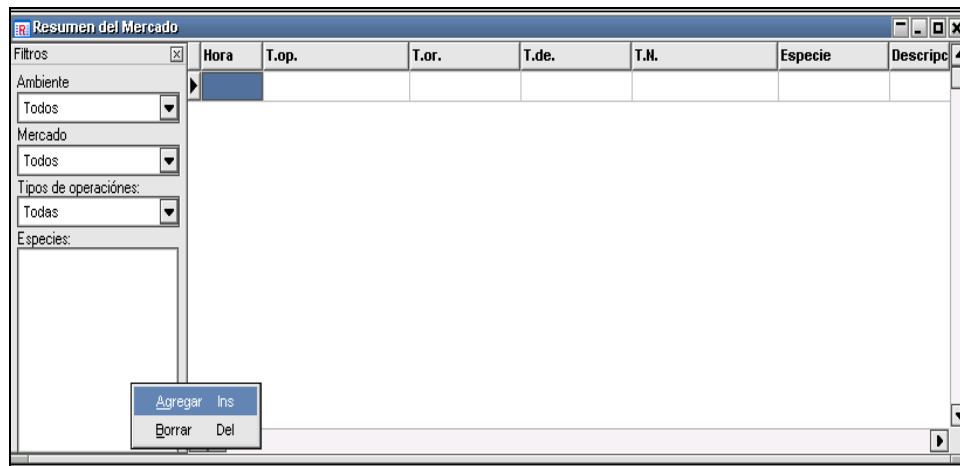 Resumen del Mercado
Filtros
Ambiente
Todos
Mercado
Todos
Tipos de operaciónes:
Todas
Especies:
Hora T.op. T.or. T.de. T.N. Especie Descripc
Agregar Ins
Borrar Del